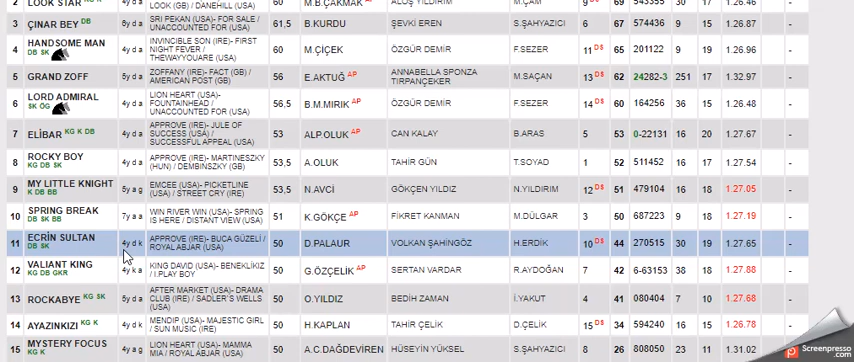 2 LOOK STAR KG K 4y d a LOOK (GB) / DANEHILL (USA) 60 M.B.ÇAKMAK AP ALOŞ YILDIRIM M.ÇAM 9 DS 69 543355 30 17 1.26.40
3 ÇINAR BEY DB 5y d a SRI PEKAN (USA)- FOR SALE / UNACCOUNTED FOR (USA) 61,5 B.KURDU ŞEVKİ EREN S.ŞAHYAZICI 6 67 574436 9 15 1.26.87 -
4 HANDSOME MAN DB SK 4y d a INVINCIBLE SON (IRE)- FIRST NIGHT FEVER / THEWAYYOUARE (USA) 60 M.ÇİÇEK ÖZGÜR DEMİR F.SEZER 11 DS 65 201122 9 19 1.26.96 -
5 GRAND ZOFF 5y d a ZOFFANY (IRE)- FACT (GB) / AMERICAN POST (GB) 56 E.AKTUĞ AP ANNABELLA SPONZA TIRPANÇEKER M.SAÇAN 13 DS 62 24282-3 251 17 1.32.97 -
6 LORD ADMIRAL SK ÖG 4y d a LION HEART (USA)- FOUNTAINHEAD / UNACCOUNTED FOR (USA) 56,5 B.M.MIRIK AP ÖZGÜR DEMİR F.SEZER 14 DS 60 164256 36 15 1.26.48 -
7 ELİBAR KG K DB 4y d a APPROVE (IRE)- JULE OF SUCCESS (USA) / SUCCESSFUL APPEAL (USA) 53 ALP.OLUK AP CAN KALAY B.ARAS 5 53 0-22131 16 20 1.27.67 -
8 ROCKY BOY KG DB SK 4y d a APPROVE (IRE)- MARTINESZKY (HUN) / DEMBINSZKY (GB) 53 A.OLUK TAHİR GÜN T.SOYAD 1 52 511452 17 17 1.27.54 -
9 MY LITTLE KNIGHT K DB BB 5y a g EMCEE (USA)- PICKETLINE (USA) / STREET CRY (IRE) 53,5 N.AVCİ GÖKÇEN YILDIZ N.YILDIRIM 12 DS 51 479104 16 18 1.27.05 -
10 SPRING BREAK DB SK BB 7y a a WIN RIVER WIN (USA)- SPRING IS HERE / DISTANT VIEW (USA) 51 K.GÖKÇE AP FİKRET KANMAN M.DÜLGAR 3 50 687223 9 18 1.27.19 -
11 ECRİN SULTAN DB SK 4y d k APPROVE (IRE)- BUCA GÜZELİ / ROYAL ABJAR (USA) 50 D.PALAUR VOLKAN ŞAHİNGÖZ H.ERDİK 10 DS 44 270515 30 19 1.27.65 -
12 VALIANT KING KG DB GKR 4y k a KING DAVID (USA)- BENEKLİKIZ / I.PLAY BOY 50 G.ÖZÇELİK AP SERTAN VARDAR R.AYDOĞAN 7 42 6-63153 38 18 1.27.88 -
13 ROCKABYE KG SK 5y d a AFTER MARKET (USA)- DRAMA CLUB (IRE) / SADLER'S WELLS (USA) 50 O.YILDIZ BEDİH ZAMAN İ.YAKUT 4 41 080404 7 10 1.27.68 -
14 AYAZINKIZI KG K 4y d k MENDIP (USA)- MAJESTIC GIRL / SUN MUSIC (IRE) 50 H.KAPLAN TAHİR ÇELİK D.ÇELİK 15 DS 34 594240 16 15 1.26.78 -
15 MYSTERY FOCUS KG K 4y a g LION HEART (USA)- MAMMA MIA / ROYAL ABJAR (USA) 50 A.C.DAĞDEVİREN HÜSEYİN YÜKSEL S.ŞAHYAZICI 8 26 808050 23 11 1.31.02
Screenpresso .com